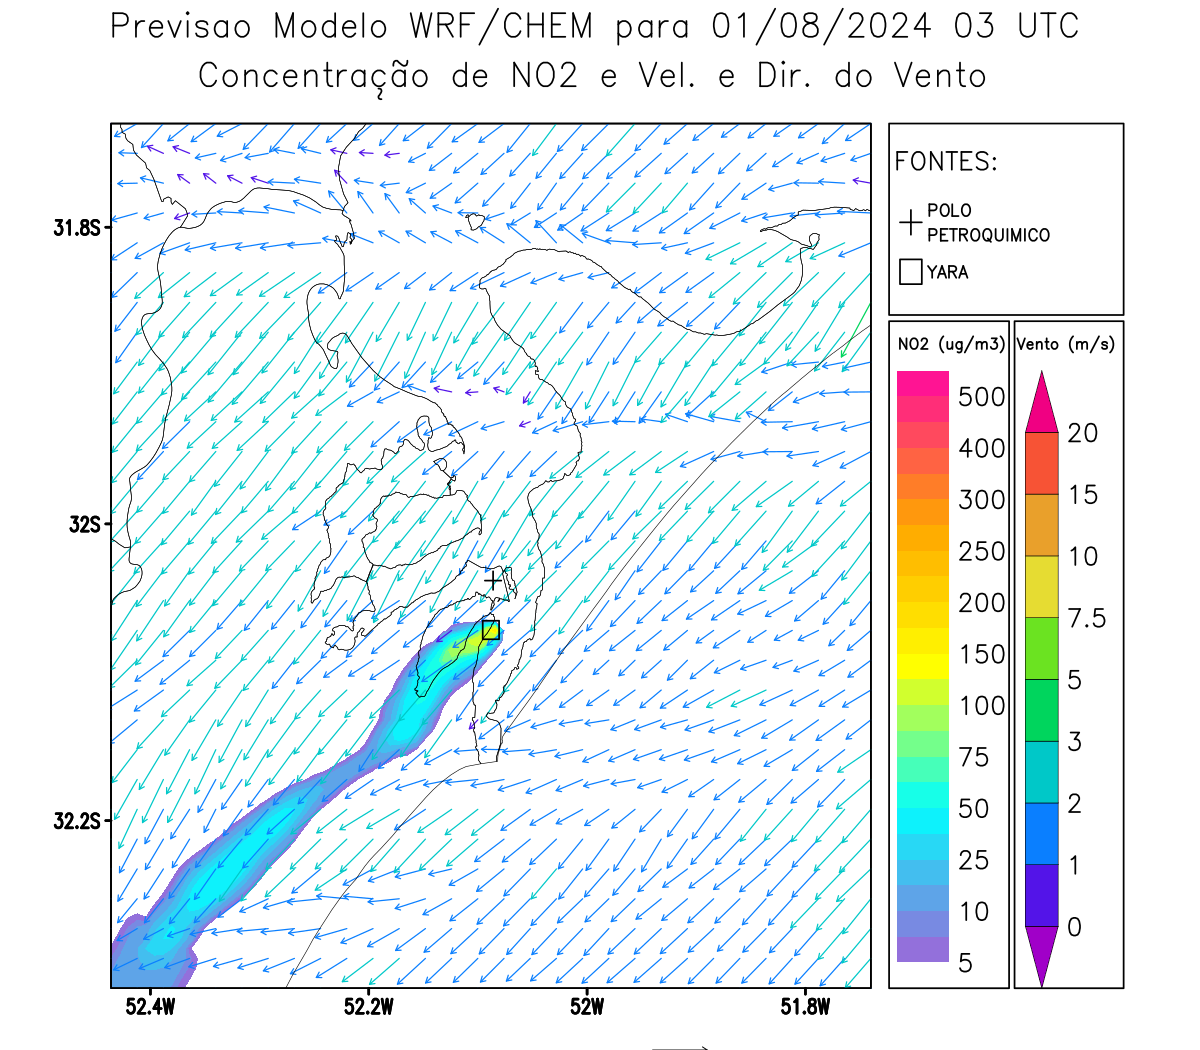 Previsao Modelo WRF/CHEM para 01/08/2024 03 UTC
Concentração de NO2 e Vel. e Dir. do Vento
FONTES:
POLO
PETROQUIMICO
YARA
NO2 (ug/m3)
500
400
300
250
200
150
100
75
50
25
10
5
Vento (m/s)
20
15
10
7.5
5
3
2
1
0
31.8S
32S
32.2S
52.4W
52.2W
52W
51.8W